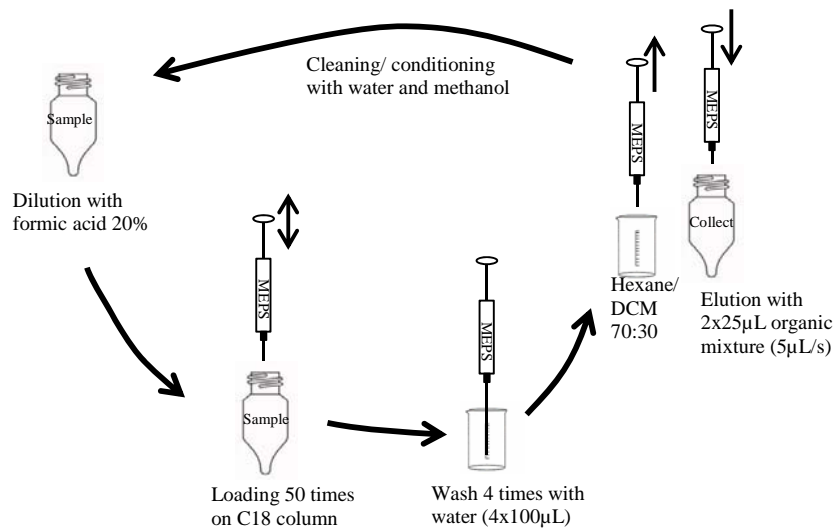 Cleaning/ conditioning
with water and methanol
Sample
Dilution with
formic acid 20%
MEPS
Sample
Loading 50 times
on C18 column
MEPS
Wash 4 times with
water (4x100µL)
MEPS
Hexane/
DCM
70:30
MEPS
Collect
Elution with
2x25µL organic
mixture (5µL/s)